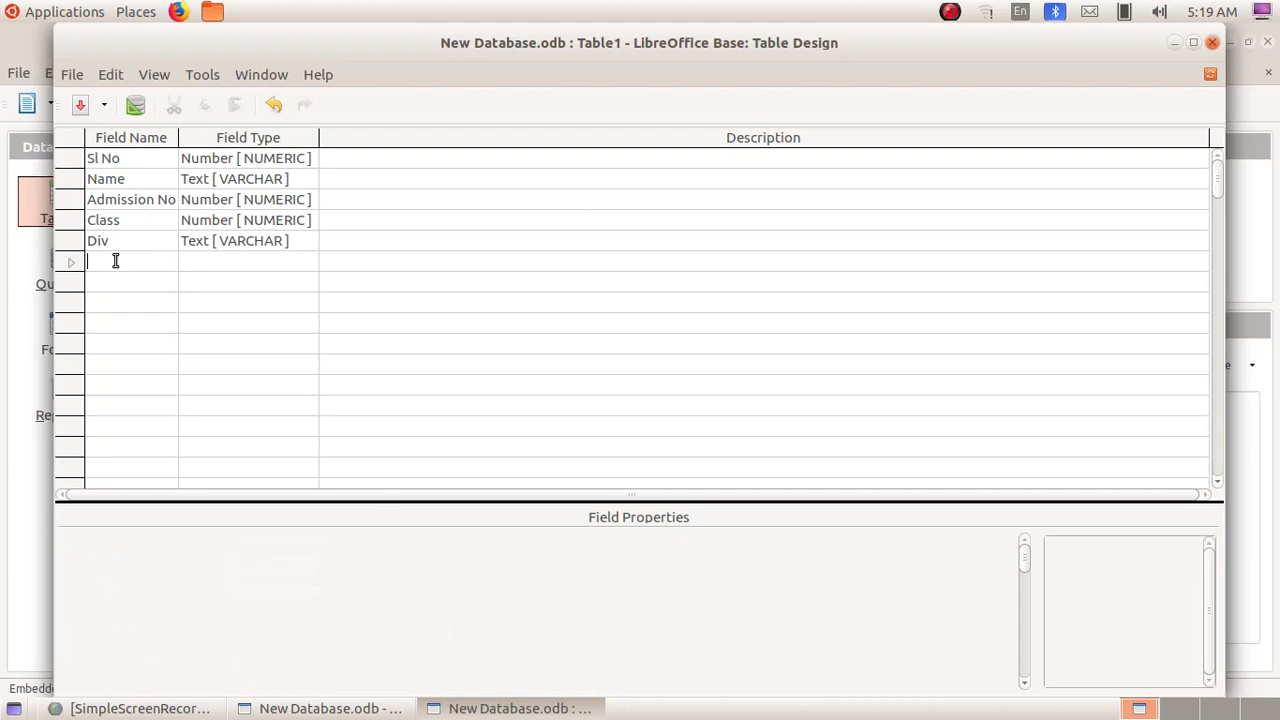 Applications Places En 5:19 AM
New Database.odb : Table1 - LibreOffice Base: Table Design
File Edit View Tools Window Help
File
Field Name Field Type Description
Sl No Number [ NUMERIC ]
Name Text [ VARCHAR ]
Admission No Number [ NUMERIC ]
Class Number [ NUMERIC ]
Div Text [ VARCHAR ]
Field Properties
Embedde
[SimpleScreenRecor... New Database.odb - ... New Database.odb : ...